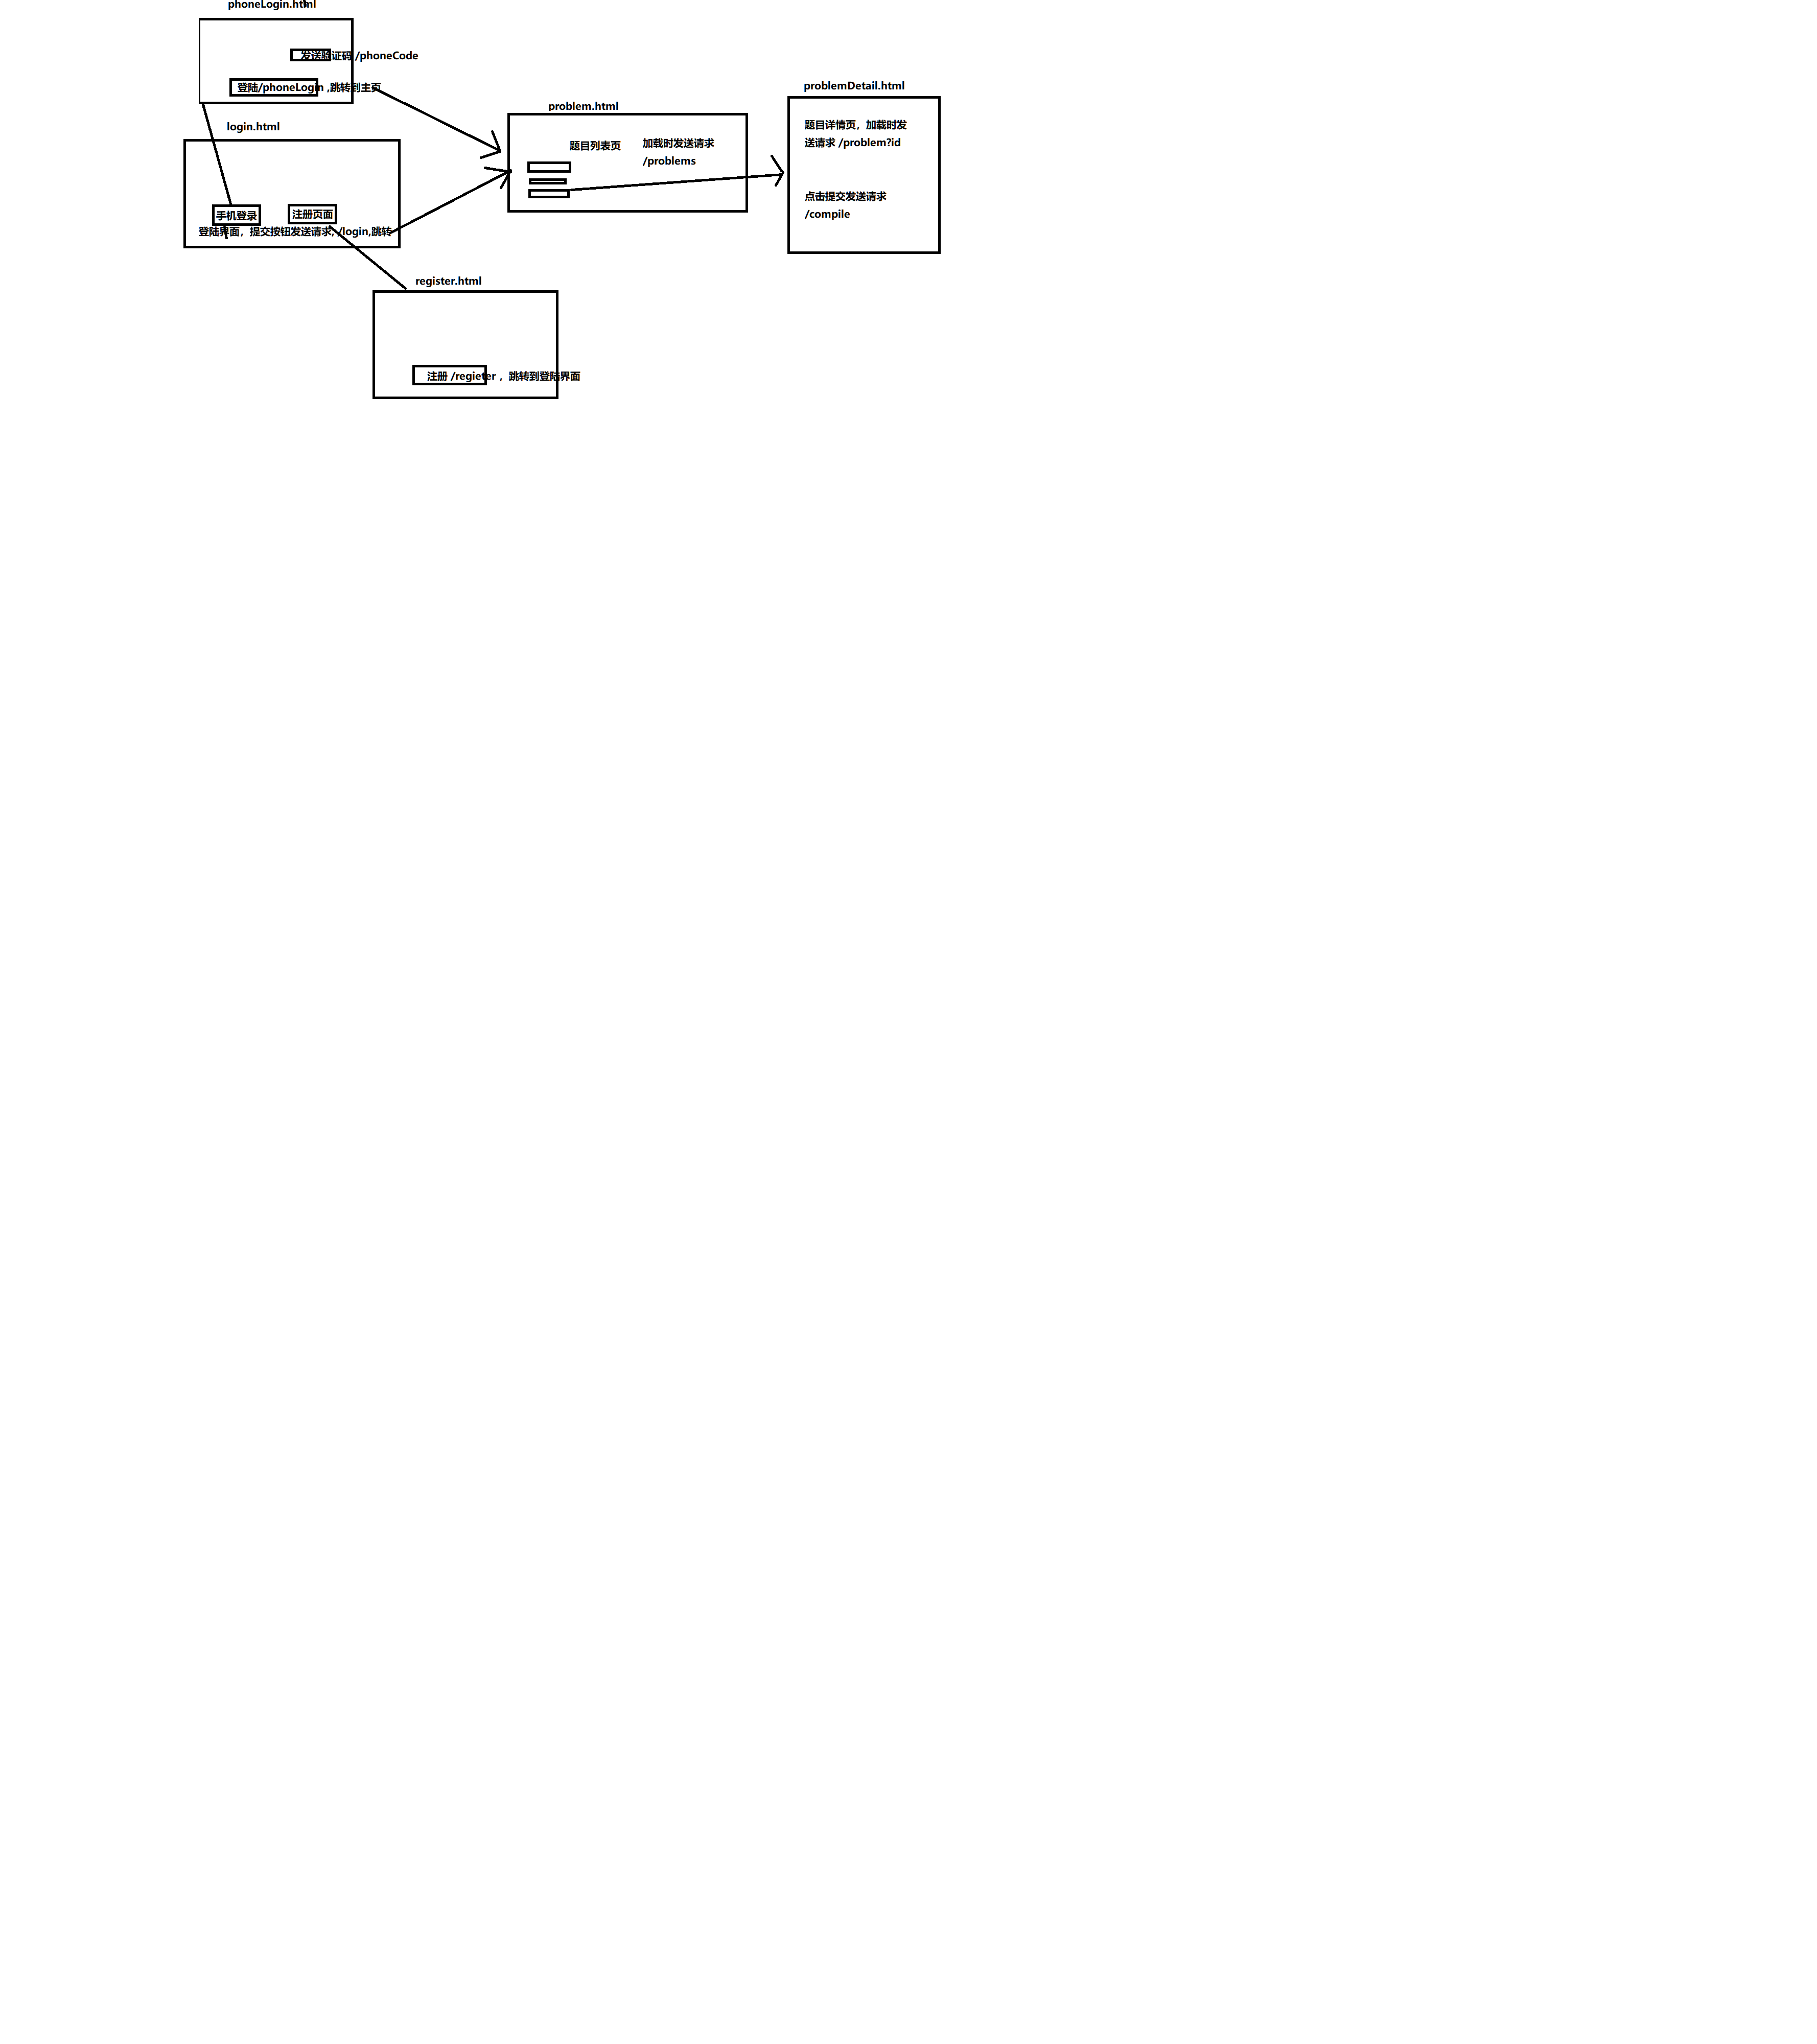 phoneLogin.html
发送验证码 /phoneCode
登陆/phoneLogin ,跳转到主页
login.html
手机登录
注册页面
登陆界面，提交按钮发送请求, /login,跳转
problem.html
题目列表页
加载时发送请求
/problems
problemDetail.html
题目详情页，加载时发
送请求 /problem?id
点击提交发送请求
/compile
register.html
注册 /regieter ，跳转到登陆界面